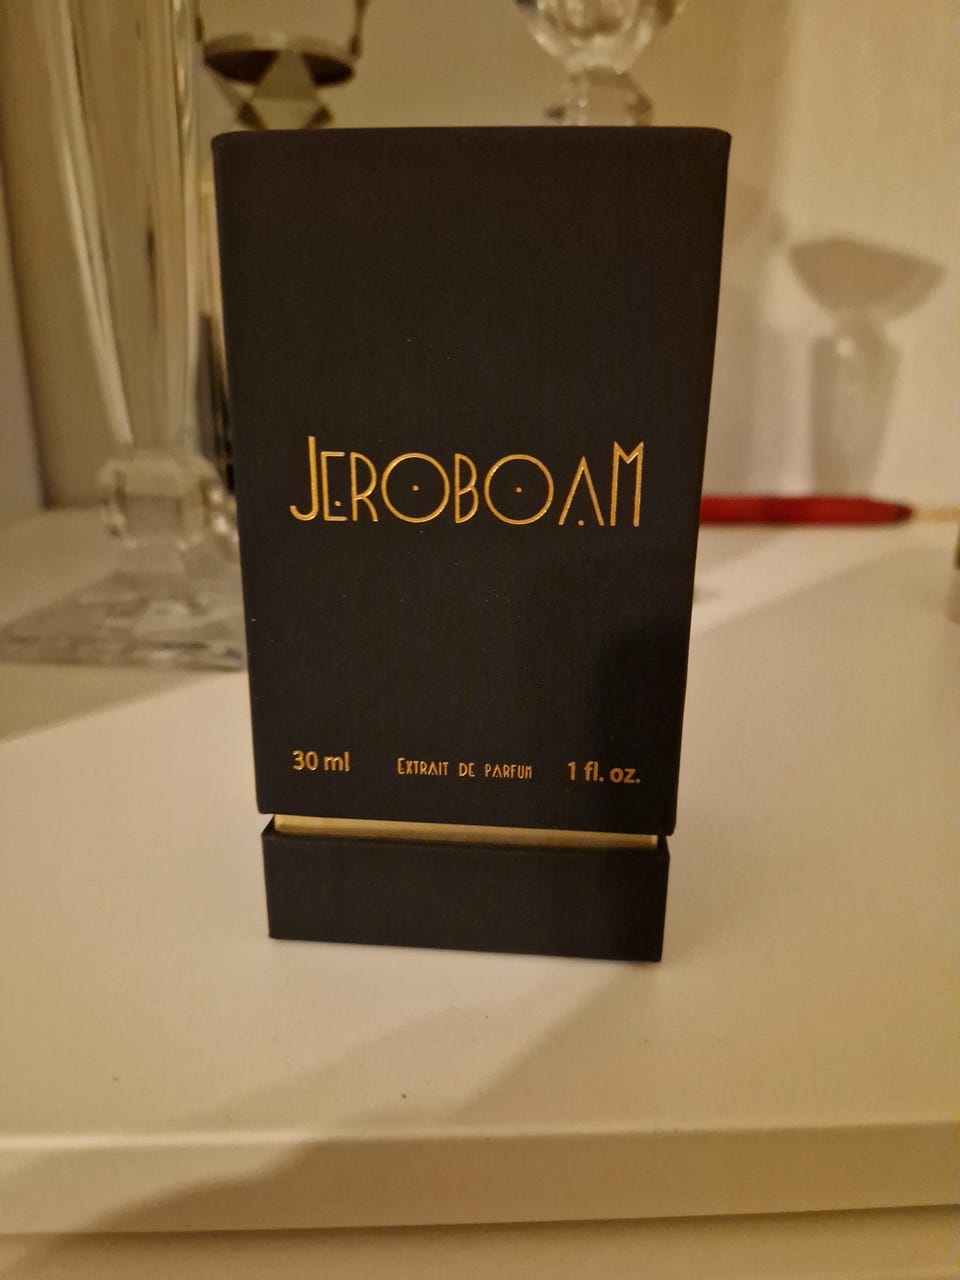 JEROBOAM
30 ml EXTRAIT DE PARFUM 1 fl. oz.